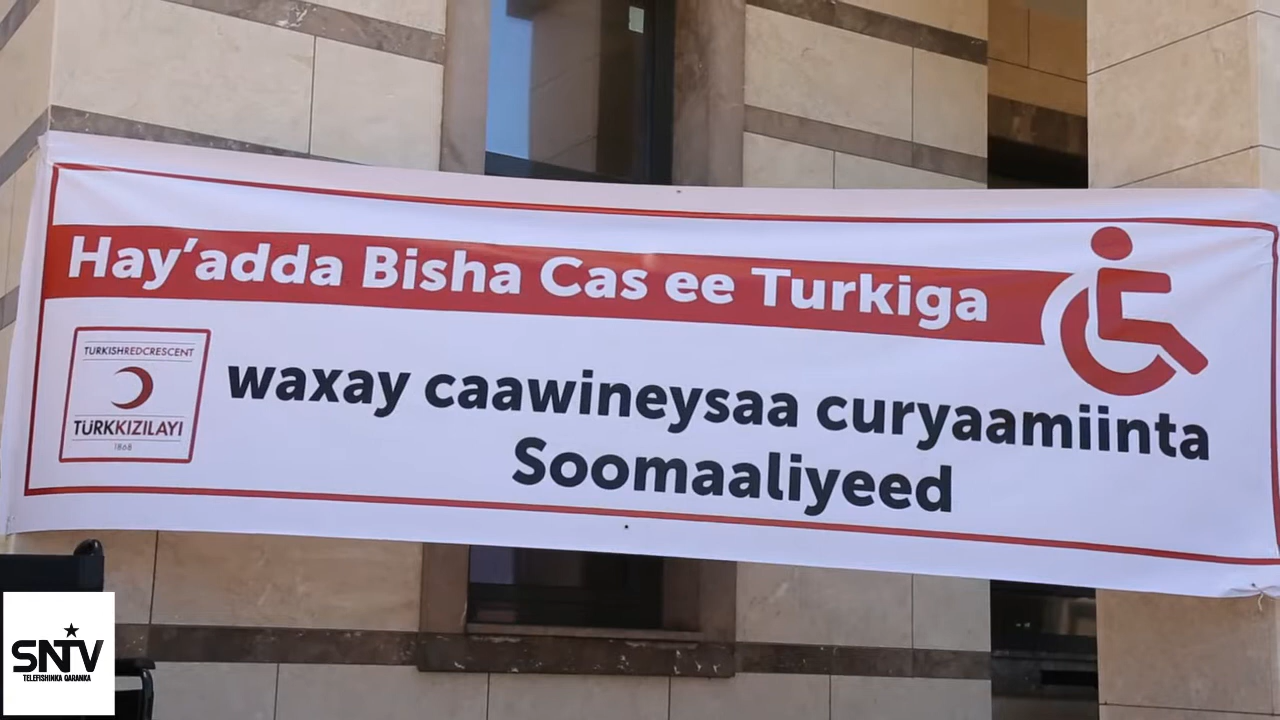 Hay'adda Bisha Cas ee Turkiga
TURKISHREDCRESCENT
TÜRKKIZILAYI
1868
waxay caawineysaa curyaamiinta
Soomaaliyeed
SNTV
TELEFISHINKA QARANKA